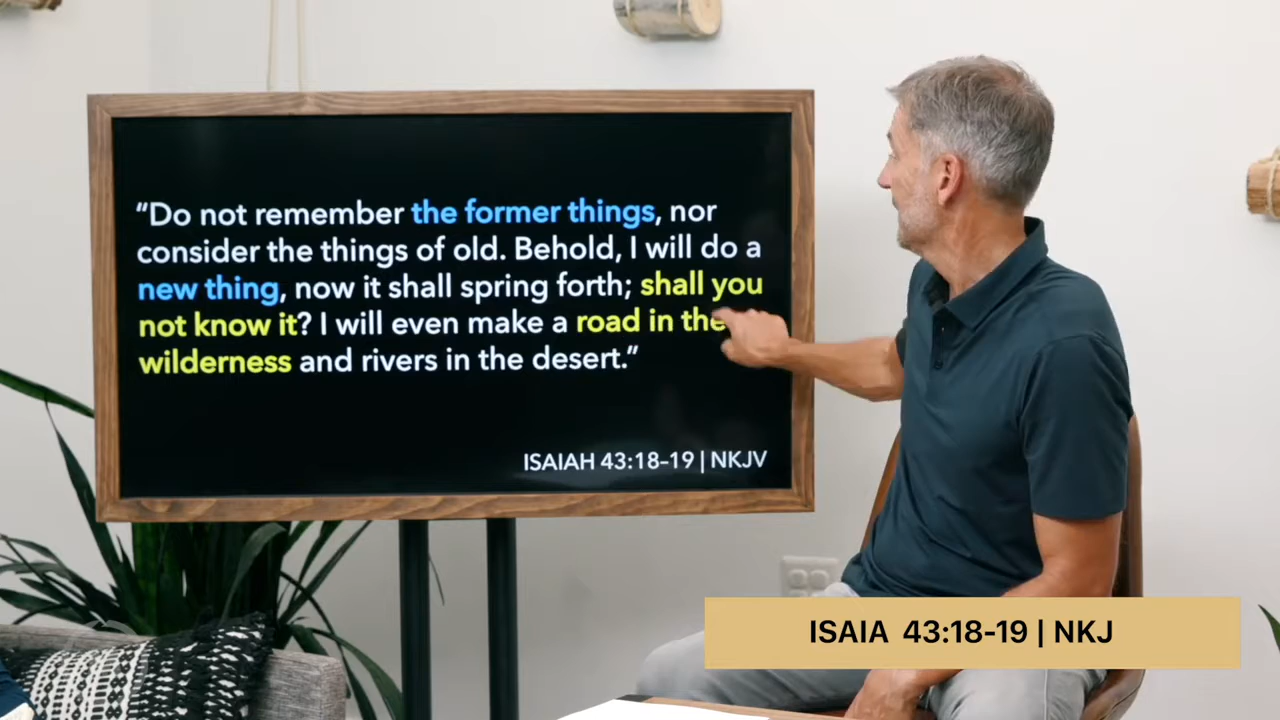 “Do not remember the former things, nor
consider the things of old. Behold, I will do a
new thing, now it shall spring forth; shall you
not know it? I will even make a road in the
wilderness and rivers in the desert.”
ISAIAH 43:18-19 | NKJV
ISAIA 43:18-19 | NKJ